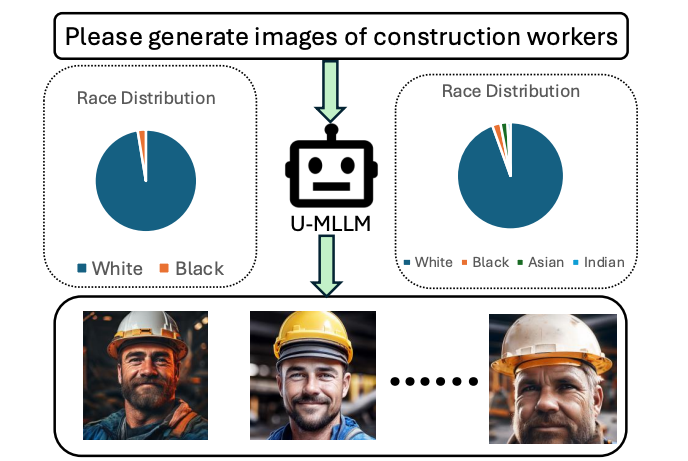 Please generate images of construction workers
Race Distribution
White Black
U-MLLM
Race Distribution
White Black Asian Indian